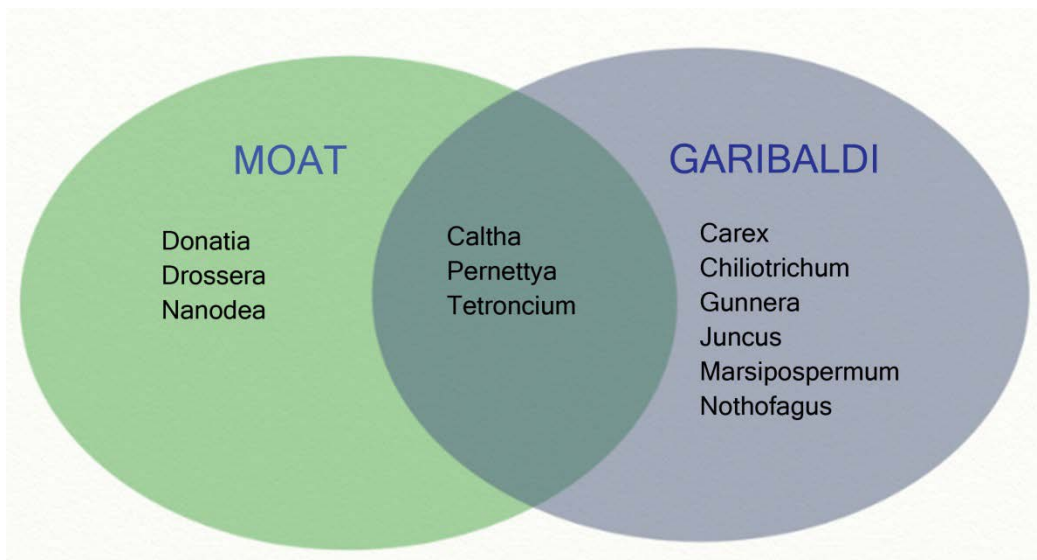 MOAT
GARIBALDI
Donatia
Drossera
Nanodea
Caltha
Pernettya
Tetroncium
Carex
Chiliotrichum
Gunnera
Juncus
Marsipospermum
Nothofagus